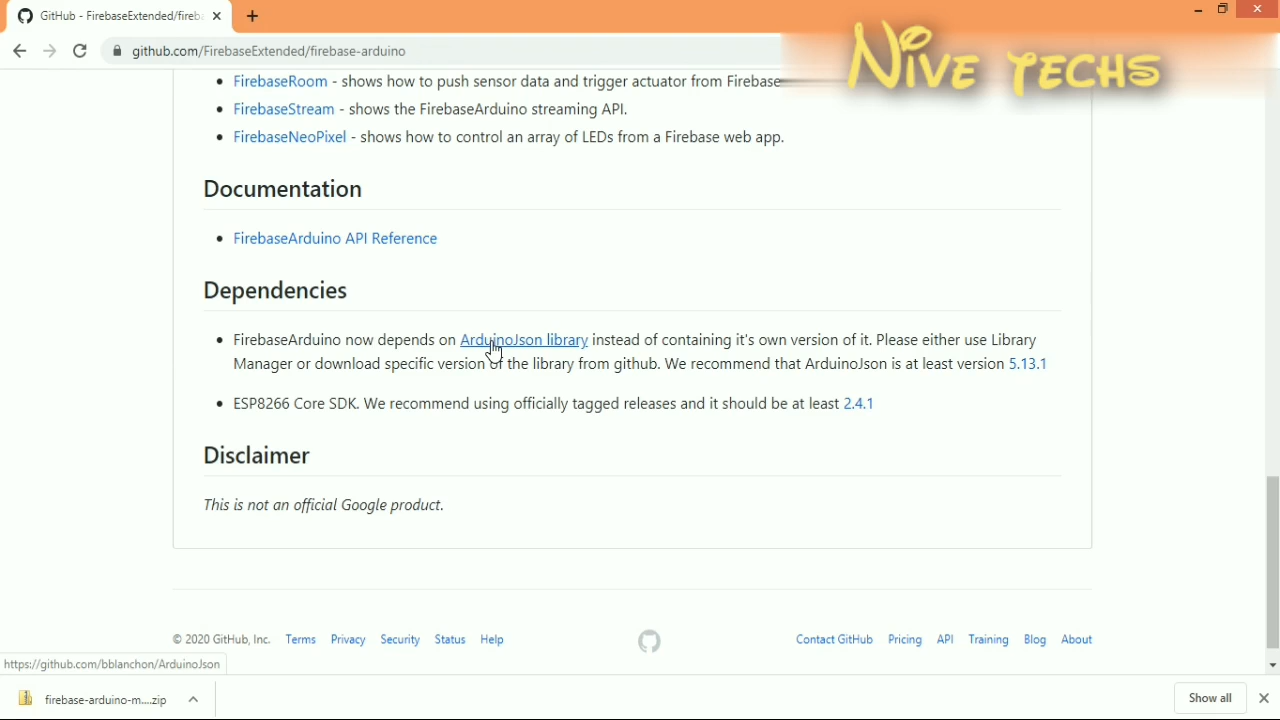 GitHub - FirebaseExtended/fireb
github.com/FirebaseExtended/firebase-arduino
NIVE TECHS
FirebaseRoom - shows how to push sensor data and trigger actuator from Firebase
FirebaseStream - shows the FirebaseArduino streaming API.
FirebaseNeoPixel - shows how to control an array of LEDs from a Firebase web app.
Documentation
FirebaseArduino API Reference
Dependencies
FirebaseArduino now depends on ArduinoJson library instead of containing it's own version of it. Please either use Library
Manager or download specific version of the library from github. We recommend that ArduinoJson is at least version 5.13.1
ESP8266 Core SDK. We recommend using officially tagged releases and it should be at least 2.4.1
Disclaimer
This is not an official Google product.
© 2020 GitHub, Inc. Terms Privacy Security Status Help Contact GitHub Pricing API Training Blog About
https://github.com/bblanchon/ArduinoJson
firebase-arduino-m....zip Show all